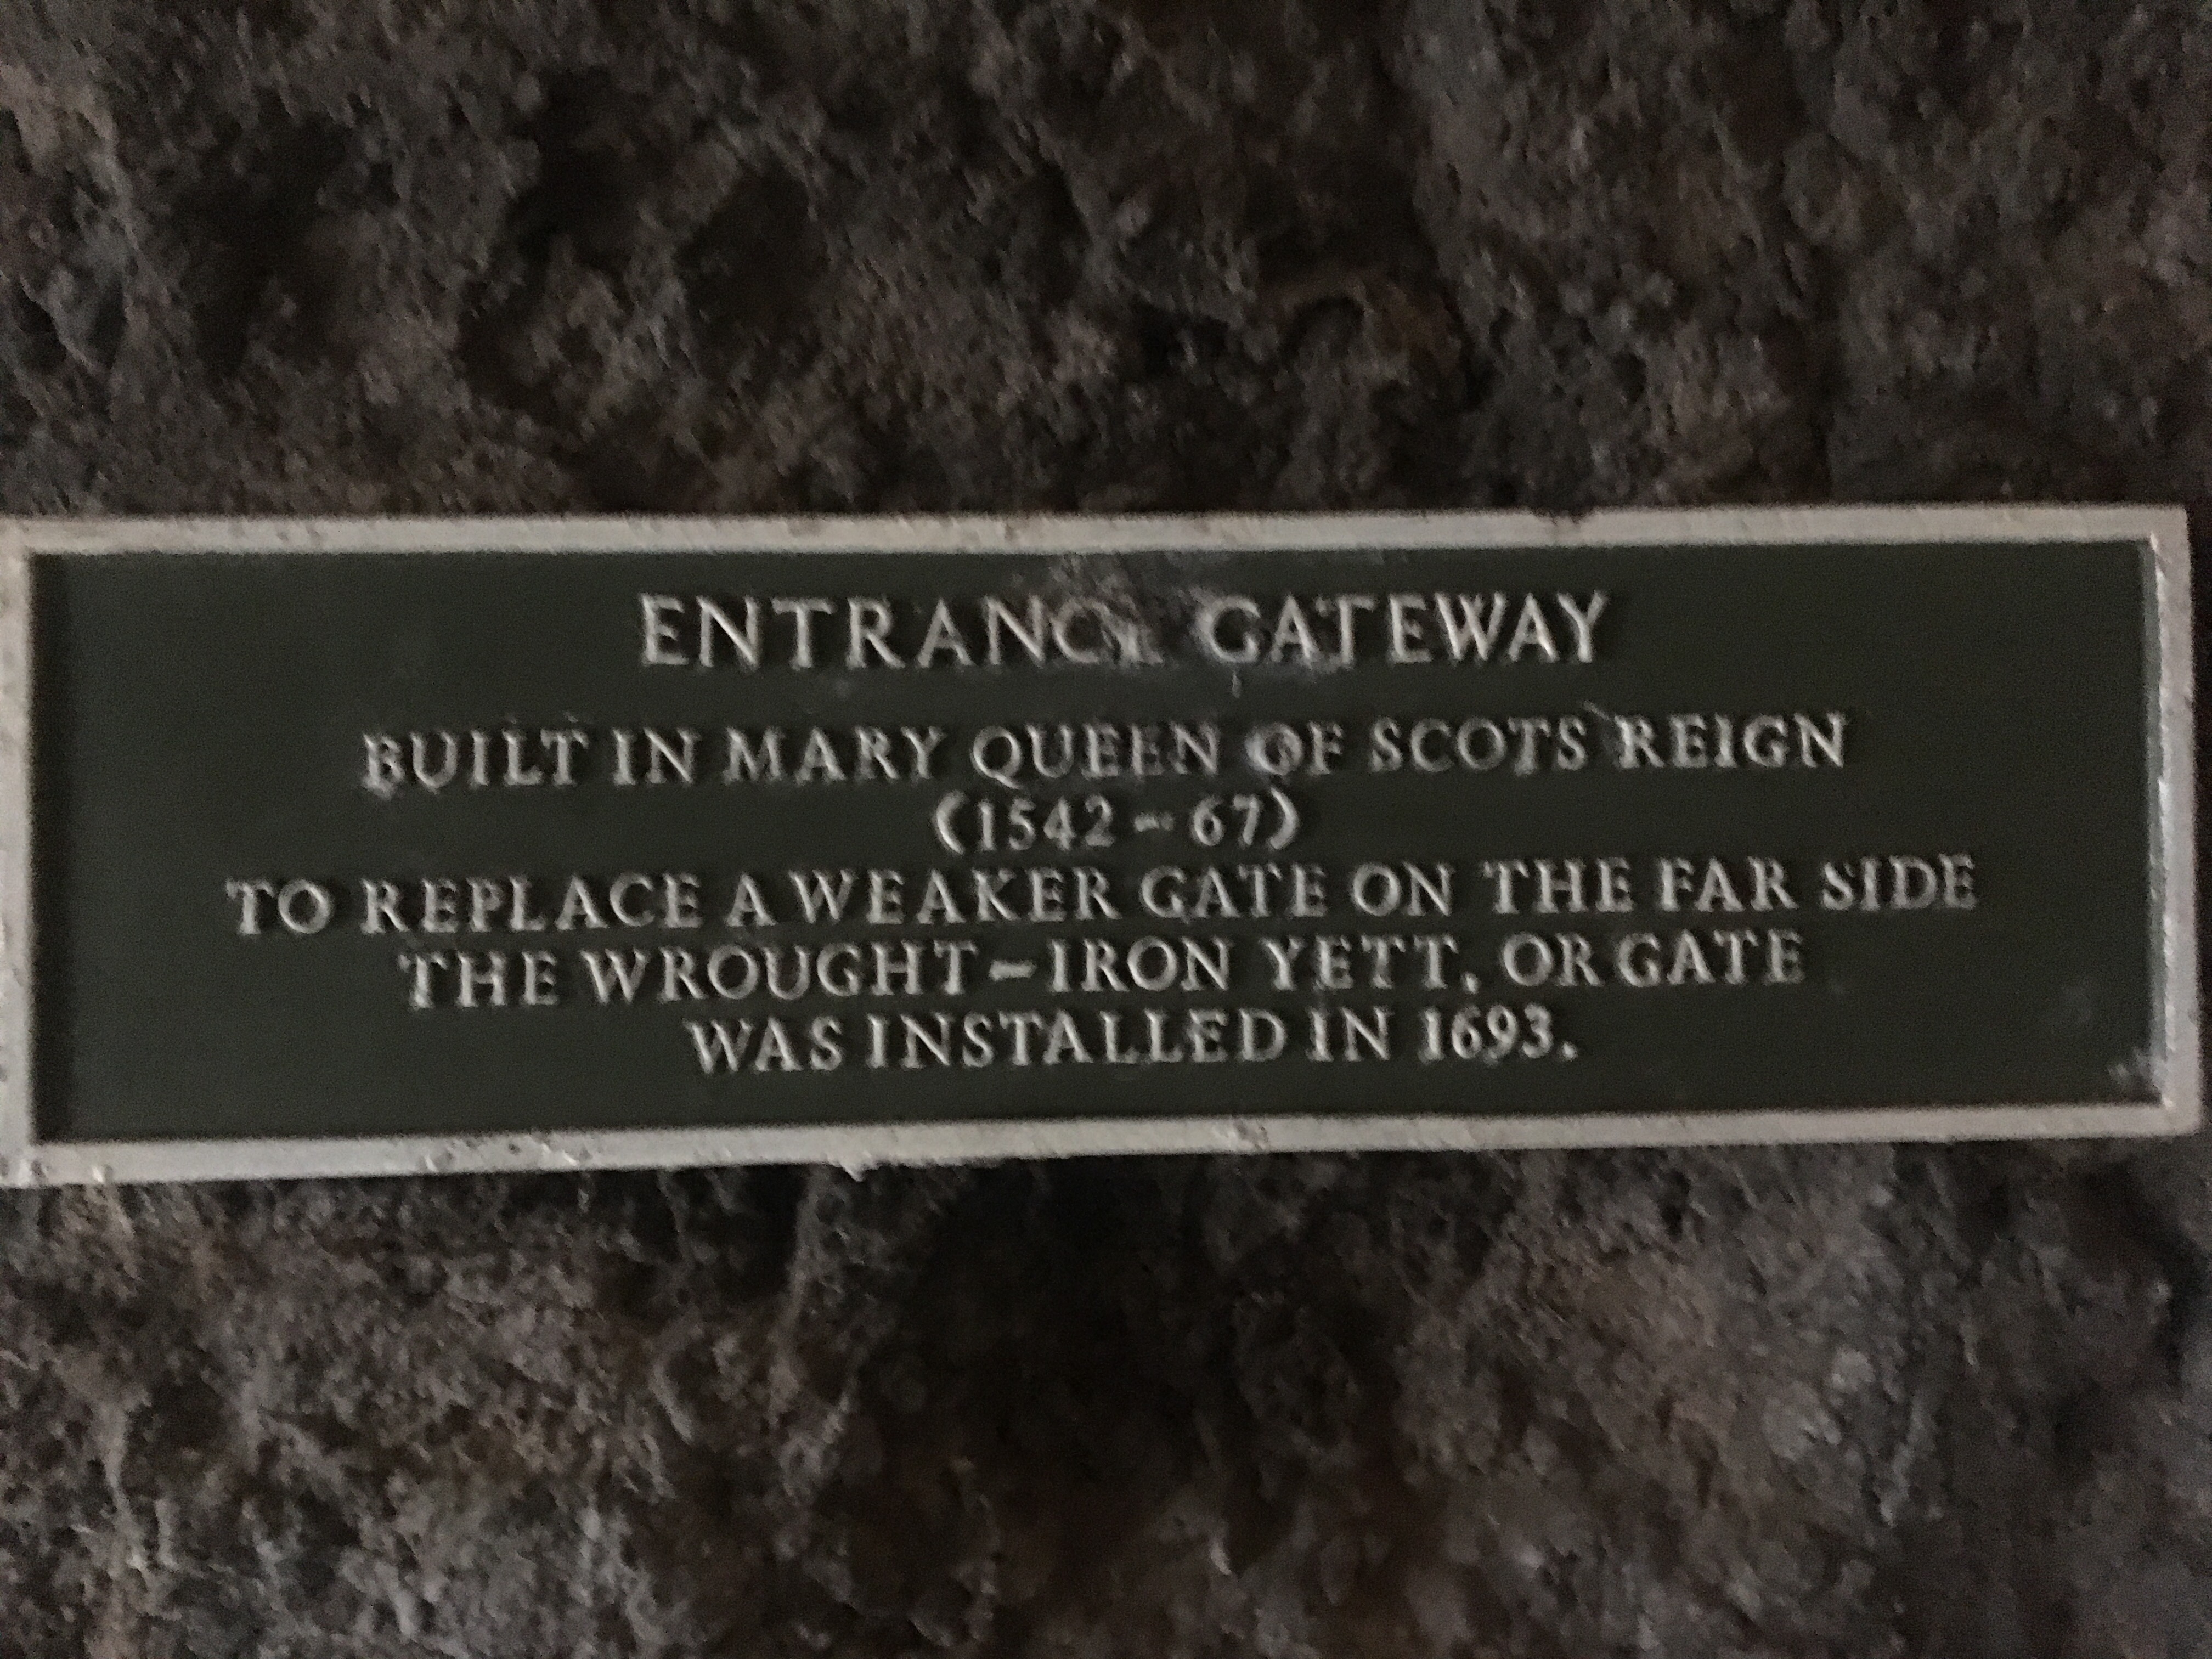 ENTRANCE GATEWAY
BUILT IN MARY QUEEN OF SCOTS REIGN
(1542 - 67)
TO REPLACE A WEAKER GATE ON THE FAR SIDE
THE WROUGHT-IRON YETT, OR GATE
WAS INSTALLED IN 1693.